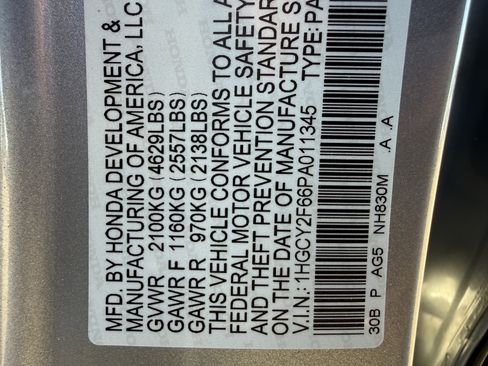 MFD. BY HONDA DEVELOPMENT &
MANUFACTURING OF AMERICA, LLC
GVWR 2100KG (4629LBS)
GAWR F 1160KG (2557LBS)
GAWR R 970KG (2138LBS)
THIS VEHICLE CONFORMS TO ALL
FEDERAL MOTOR VEHICLE SAFETY
AND THEFT PREVENTION STANDAR
ON THE DATE OF MANUFACTURE S
V.I.N.: 1HGCY2F66PA011345 TYPE: PA
30B P AG5 NH830M .A .A